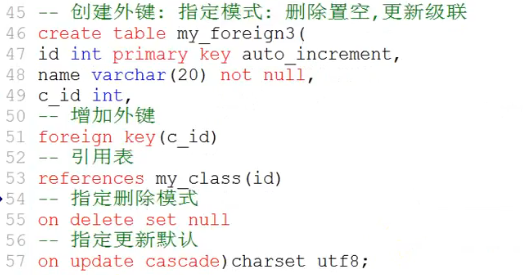 45 -- 创建外键: 指定模式: 删除置空,更新级联
46 create table my_foreign3(
47 id int primary key auto_increment,
48 name varchar(20) not null,
49 c_id int,
50 -- 增加外键
51 foreign key(c_id)
52 -- 引用表
53 references my_class(id)
54 -- 指定删除模式
55 on delete set null
56 -- 指定更新默认
57 on update cascade)charset utf8;